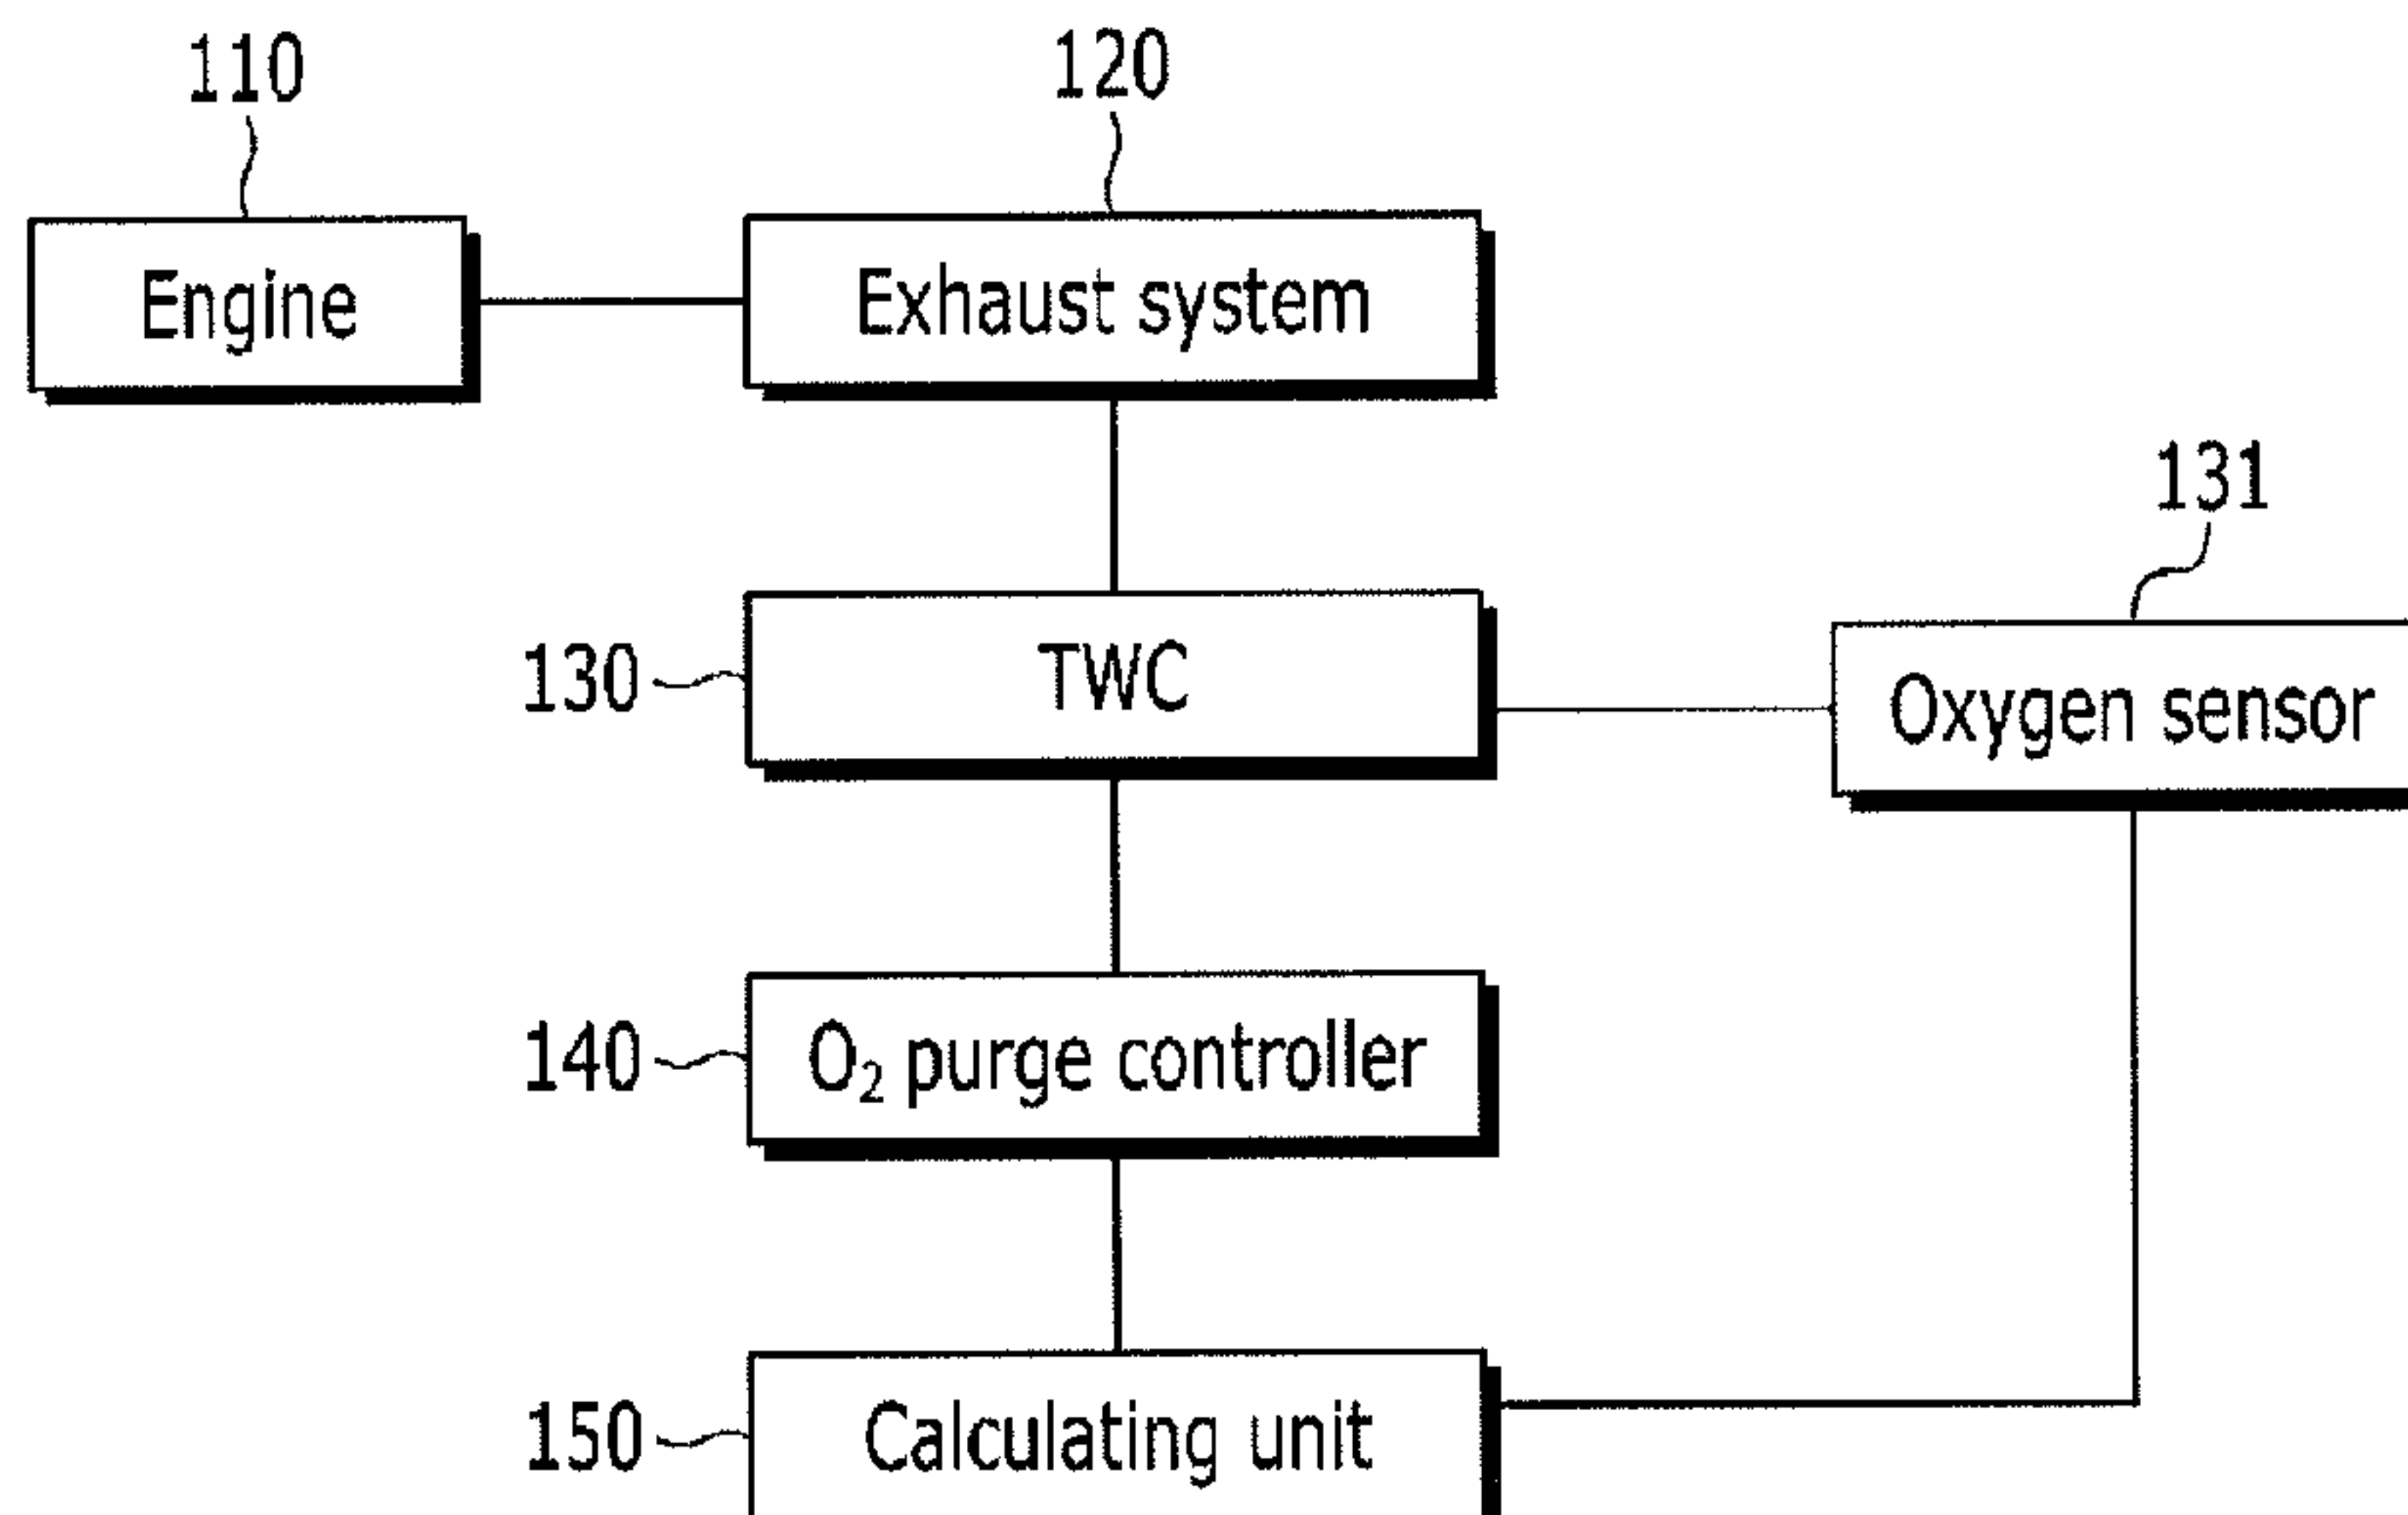 110
120
Engine
Exhaust system
131
130
TWC
Oxygen sensor
140
O₂ purge controller
150
Calculating unit